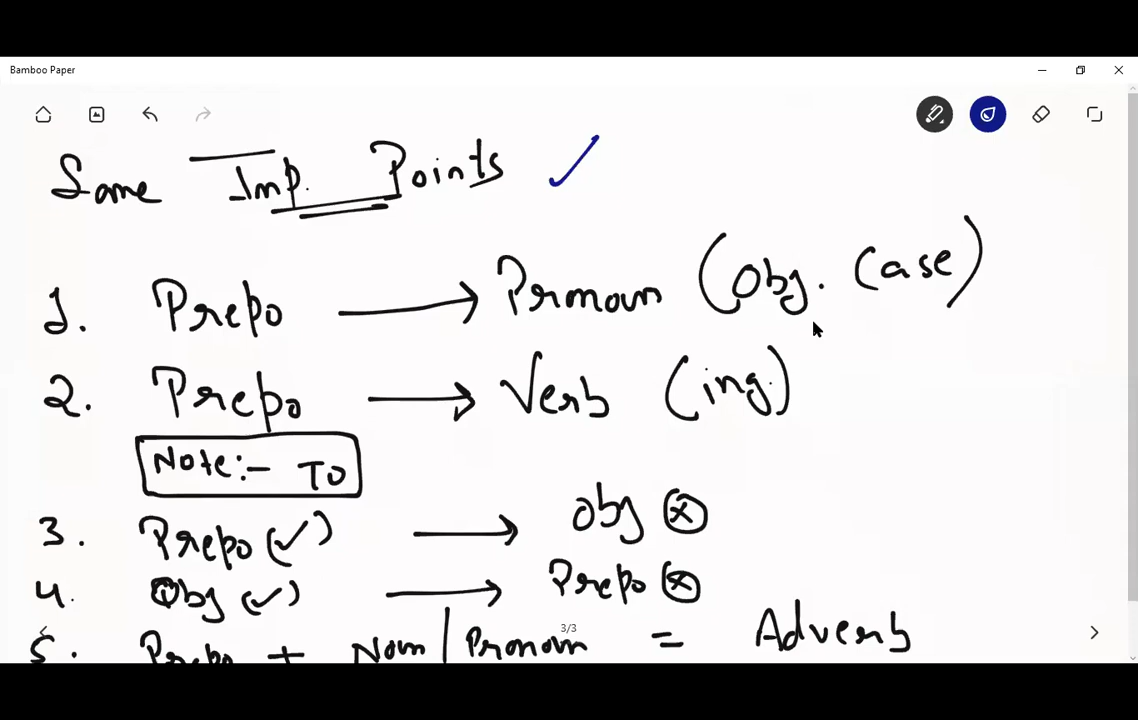 Bamboo Paper
Some Imp. Points ✓
1. Prepo → Pronoun (Obj. Case)
2. Prepo → Verb (ing)
Note:- To
3. Prepo (✓) → Obj ⓧ
4. Obj (✓) → Prepo ⓧ
5. Prepo + Noun / Pronoun = Adverb
3/3